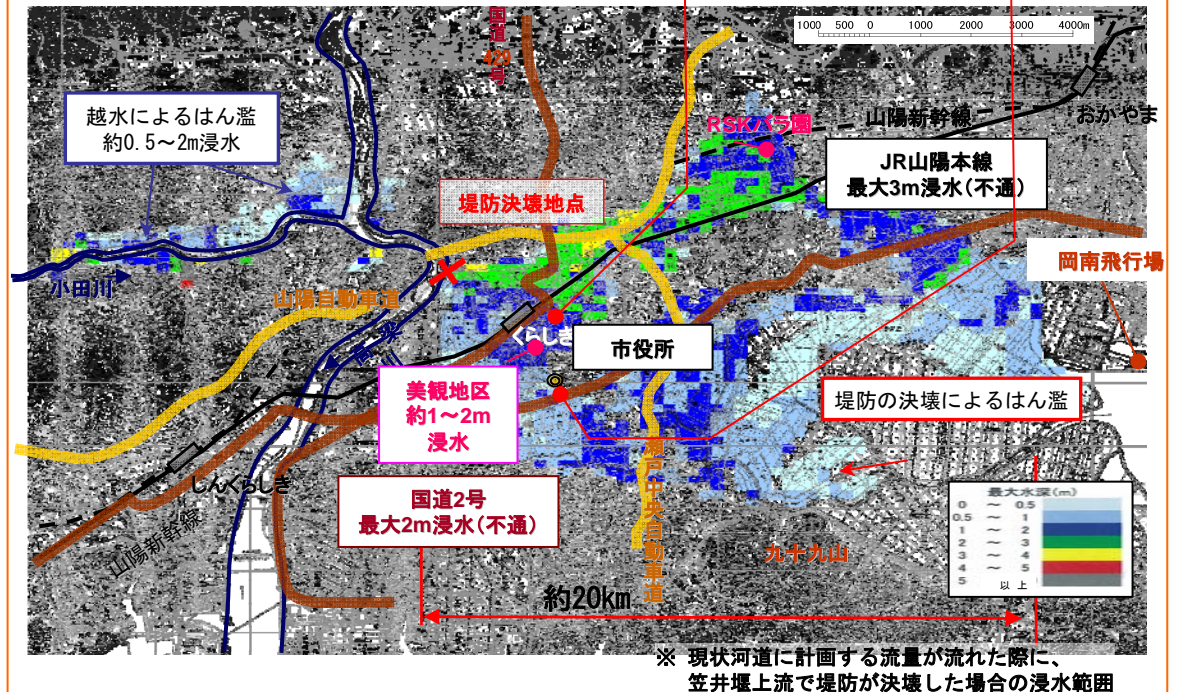 国道
429
号
1000 500 0 1000 2000 3000 4000m
越水によるはん濫
約0.5～2m浸水
RSKバラ園
山陽新幹線
おかやま
JR山陽本線
最大3m浸水(不通)
堤防決壊地点
岡南飛行場
小田川
山陽自動車道
高梁川
くらしき
市役所
美観地区
約1～2m
浸水
堤防の決壊によるはん濫
しんくらしき
国道2号
最大2m浸水(不通)
山陽新幹線
瀬戸中央自動車道
九十九山
最大水深(m)
0 ～ 0.5
0.5 ～ 1
1 ～ 2
2 ～ 3
3 ～ 4
4 ～ 5
5 以上
約20km
※ 現状河道に計画する流量が流れた際に、
笠井堰上流で堤防が決壊した場合の浸水範囲